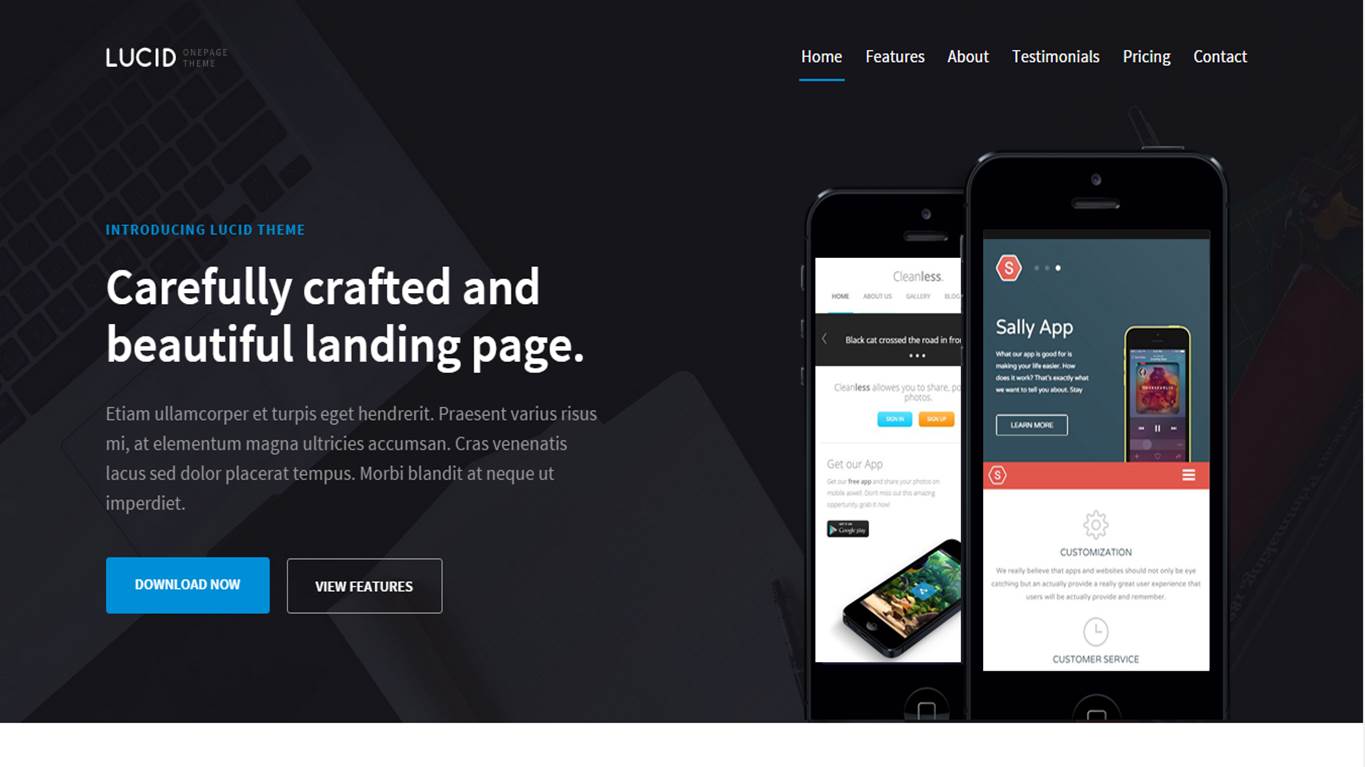 LUCID
ONEPAGE
THEME
Home Features About Testimonials Pricing Contact
INTRODUCING LUCID THEME
Carefully crafted and
beautiful landing page.
Etiam ullamcorper et turpis eget hendrerit. Praesent varius risus
mi, at elementum magna ultricies accumsan. Cras venenatis
lacus sed dolor placerat tempus. Morbi blandit at neque ut
imperdiet.
DOWNLOAD NOW VIEW FEATURES
Cleanless.
HOME ABOUT US GALLERY BLOG
Black cat crossed the road in
Cleanless allows you to share,
photos.
SIGN IN SIGN UP
Get our App
Get our free app and share your photos on
mobile aswell. Don't miss out this amazing
oppertunity, grab it now!
Google play
S
Sally App
What our app is good for is
making your life easier. How
does it work? That's exactly what
we want to tell you about. Stay
LEARN MORE
S
CUSTOMIZATION
We really believe that apps and websites should not only be eye
catching but an actually provide a really great user experience that
users will be actually provide and remember.
CUSTOMER SERVICE